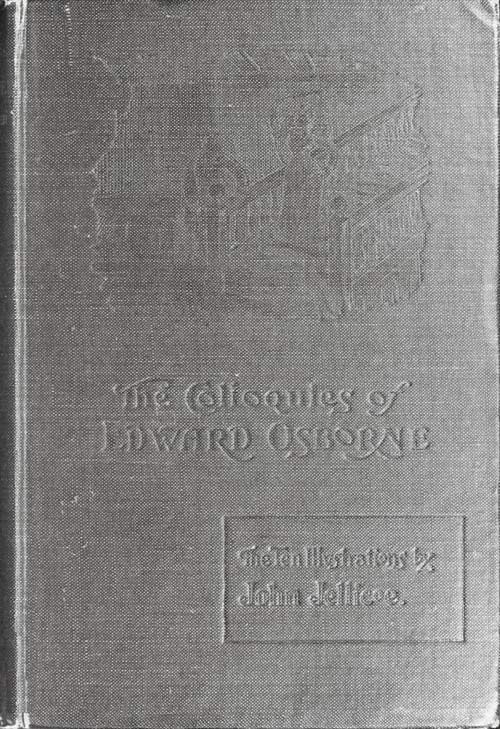 The Colloquies of
EDWARD OSBORNE
The Ten Illustrations by
John Jellicoe.